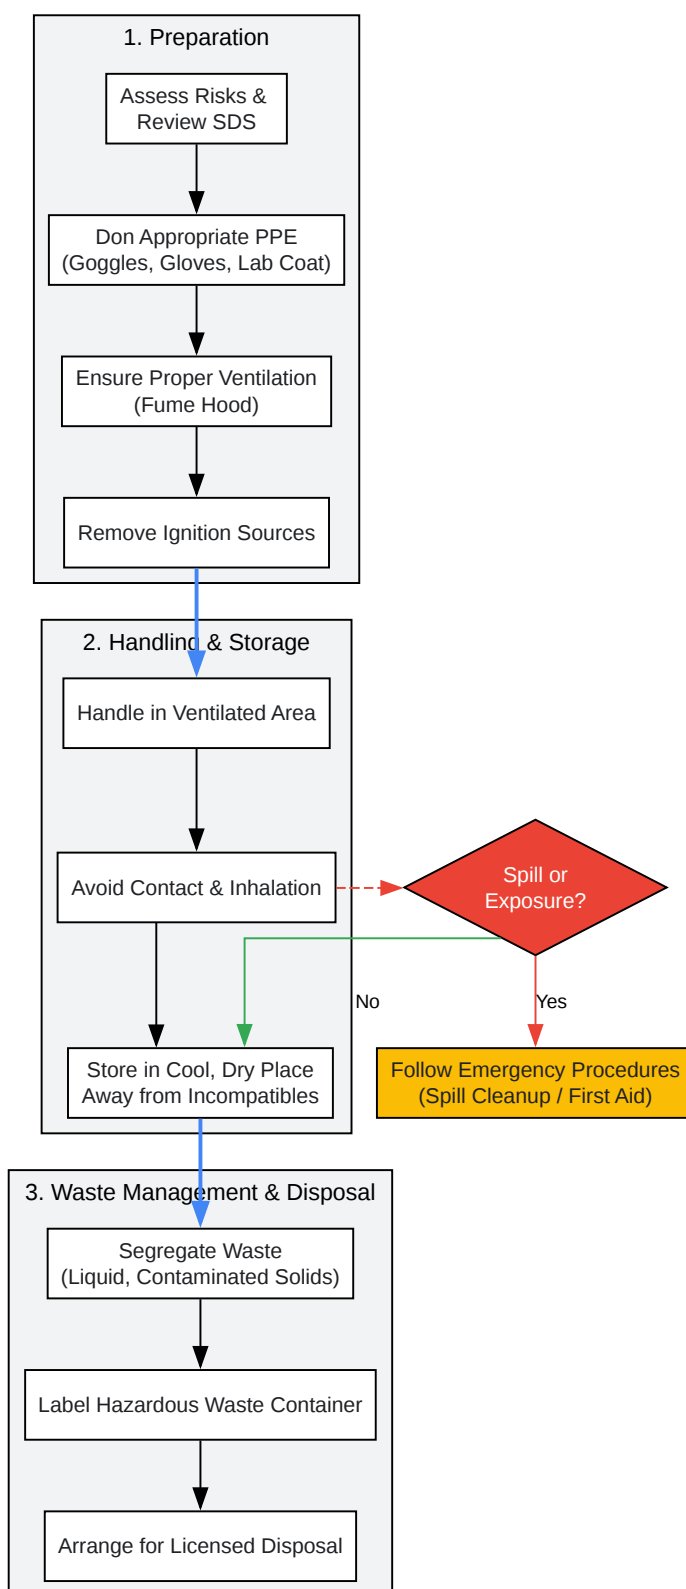 1. Preparation
Assess Risks &
Review SDS
Don Appropriate PPE
(Goggles, Gloves, Lab Coat)
Ensure Proper Ventilation
(Fume Hood)
Remove Ignition Sources
2. Handling & Storage
Handle in Ventilated Area
Avoid Contact & Inhalation
Spill or
Exposure?
No
Yes
Store in Cool, Dry Place
Away from Incompatibles
Follow Emergency Procedures
(Spill Cleanup / First Aid)
3. Waste Management & Disposal
Segregate Waste
(Liquid, Contaminated Solids)
Label Hazardous Waste Container
Arrange for Licensed Disposal